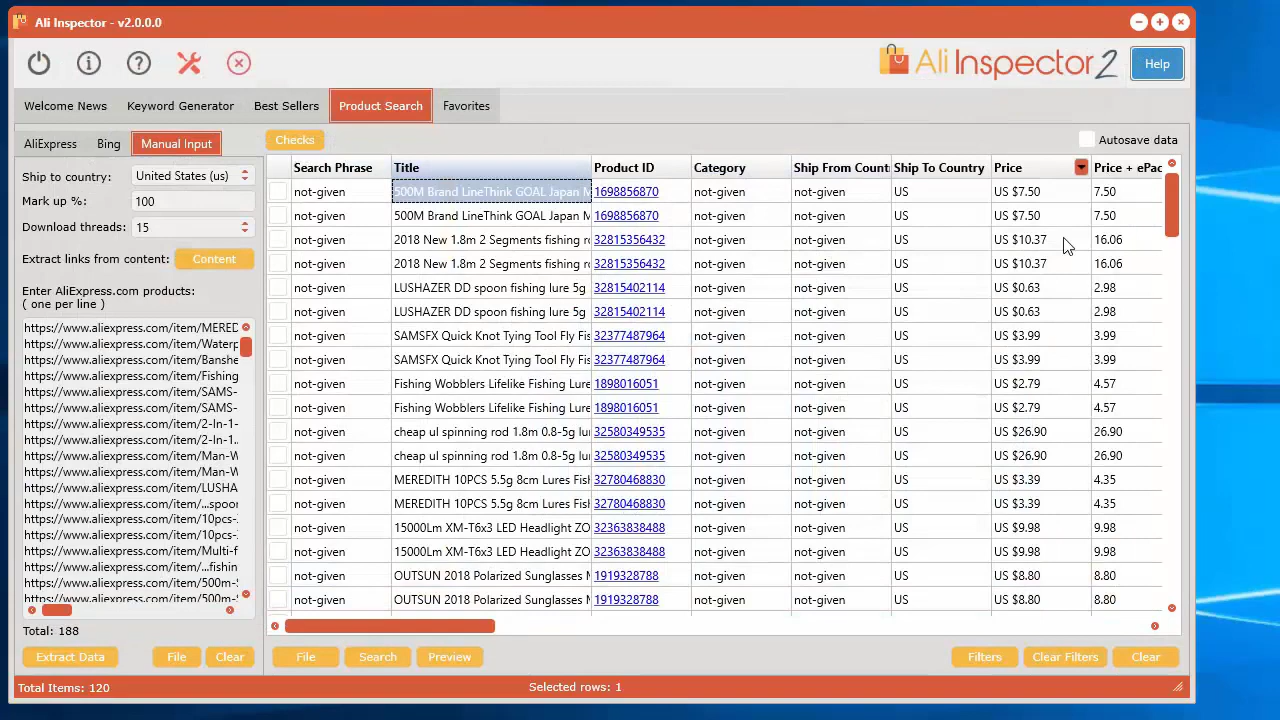 Ali Inspector - v2.0.0.0
Ali Inspector 2
Help
Welcome News
Keyword Generator
Best Sellers
Product Search
Favorites
AliExpress
Bing
Manual Input
Ship to country:
United States (us)
Mark up %:
100
Download threads:
15
Extract links from content:
Content
Enter AliExpress.com products:
( one per line )
https://www.aliexpress.com/item/MERED
https://www.aliexpress.com/item/Waterp
https://www.aliexpress.com/item/Banshe
https://www.aliexpress.com/item/Fishing
https://www.aliexpress.com/item/SAMS-
https://www.aliexpress.com/item/SAMS-
https://www.aliexpress.com/item/2-In-1-
https://www.aliexpress.com/item/2-In-1..
https://www.aliexpress.com/item/Man-W
https://www.aliexpress.com/item/Man-W
https://www.aliexpress.com/item/LUSHA
https://www.aliexpress.com/item/...spoor
https://www.aliexpress.com/item/10pcs-
https://www.aliexpress.com/item/10pcs-
https://www.aliexpress.com/item/Multi-f
https://www.aliexpress.com/item/...fishin
https://www.aliexpress.com/item/500m-
https://www.aliexpress.com/item/500m-
Total: 188
Extract Data
File
Clear
Checks
Autosave data
Search Phrase Title Product ID Category Ship From Count Ship To Country Price Price + ePac
not-given 500M Brand LineThink GOAL Japan M 1698856870 not-given not-given US US $7.50 7.50
not-given 500M Brand LineThink GOAL Japan M 1698856870 not-given not-given US US $7.50 7.50
not-given 2018 New 1.8m 2 Segments fishing ro 32815356432 not-given not-given US US $10.37 16.06
not-given 2018 New 1.8m 2 Segments fishing ro 32815356432 not-given not-given US US $10.37 16.06
not-given LUSHAZER DD spoon fishing lure 5g 32815402114 not-given not-given US US $0.63 2.98
not-given LUSHAZER DD spoon fishing lure 5g 32815402114 not-given not-given US US $0.63 2.98
not-given SAMSFX Quick Knot Tying Tool Fly Fis 32377487964 not-given not-given US US $3.99 3.99
not-given SAMSFX Quick Knot Tying Tool Fly Fis 32377487964 not-given not-given US US $3.99 3.99
not-given Fishing Wobblers Lifelike Fishing Lure 1898016051 not-given not-given US US $2.79 4.57
not-given Fishing Wobblers Lifelike Fishing Lure 1898016051 not-given not-given US US $2.79 4.57
not-given cheap ul spinning rod 1.8m 0.8-5g lu 32580349535 not-given not-given US US $26.90 26.90
not-given cheap ul spinning rod 1.8m 0.8-5g lu 32580349535 not-given not-given US US $26.90 26.90
not-given MEREDITH 10PCS 5.5g 8cm Lures Fish 32780468830 not-given not-given US US $3.39 4.35
not-given MEREDITH 10PCS 5.5g 8cm Lures Fish 32780468830 not-given not-given US US $3.39 4.35
not-given 15000Lm XM-T6x3 LED Headlight ZO 32363838488 not-given not-given US US $9.98 9.98
not-given 15000Lm XM-T6x3 LED Headlight ZO 32363838488 not-given not-given US US $9.98 9.98
not-given OUTSUN 2018 Polarized Sunglasses M 1919328788 not-given not-given US US $8.80 8.80
not-given OUTSUN 2018 Polarized Sunglasses M 1919328788 not-given not-given US US $8.80 8.80
File
Search
Preview
Filters
Clear Filters
Clear
Total Items: 120
Selected rows: 1